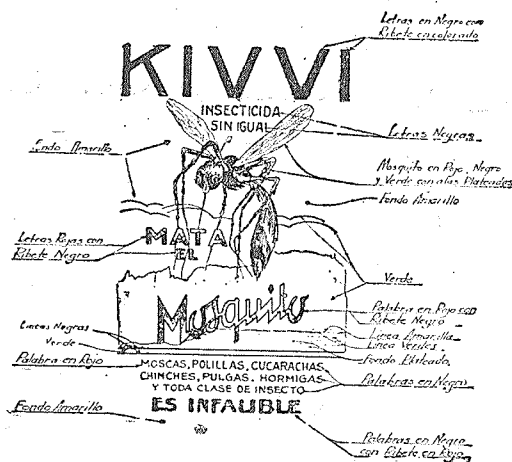 Letras en Negro con
Ribete en colorado
KIVVI
INSECTICIDA
SIN IGUAL
Letras Negras
Fondo Amarillo
Mosquito en Rojo, Negro
y Verde con alas Plateadas
Fondo Amarillo
Letras Rojas con
Ribete Negro
MATA
EL
Verde
Mosquito
Palabra en Rojo con
Ribete Negro
Lineas Negras
Linea Amarilla
Linea Verdes
Verde
Fondo Plateado
Palabra en Rojo
MOSCAS, POLILLAS, CUCARACHAS
CHINCHES, PULGAS, HORMIGAS
Palabras en Negro
Y TODA CLASE DE INSECTO
ES INFALIBLE
Fondo Amarillo
Palabras en Negro
con Ribete en Rojo